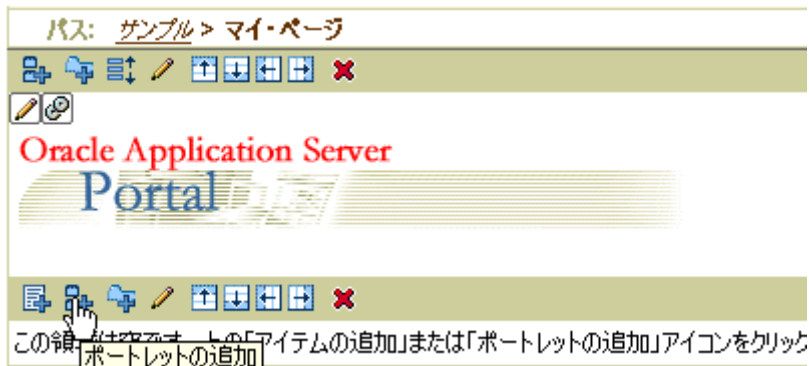 パス: サンプル > マイ・ページ
Oracle Application Server
Portal
この領 アイテムの追加」または「ポートレットの追加」アイコンをクリック
ポートレットの追加